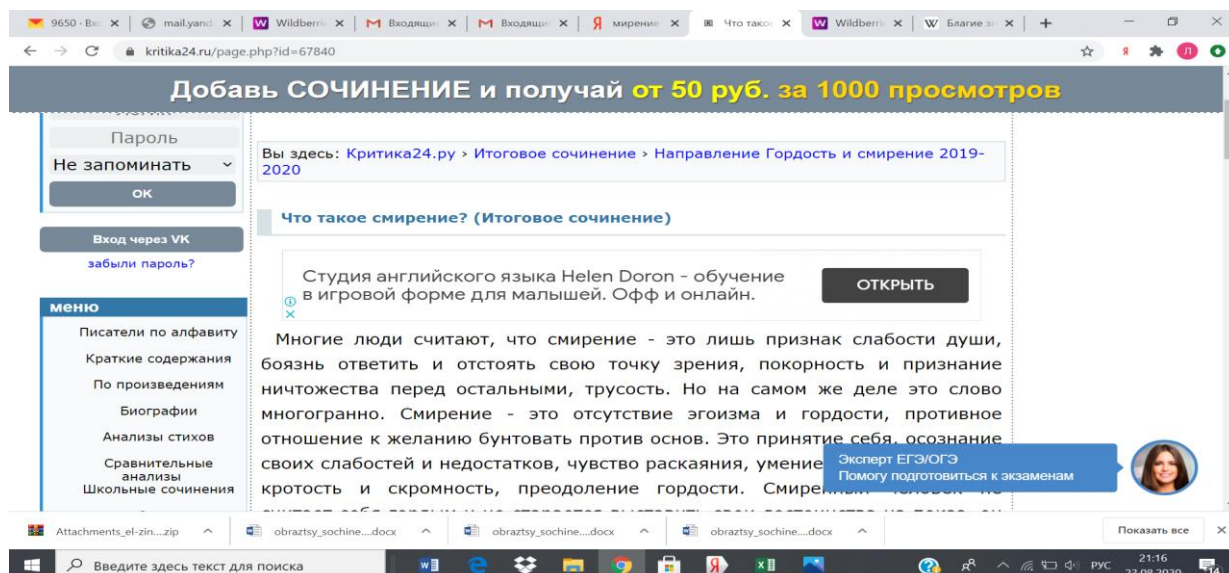 9650 - Вхо
mail.yand
Wildberri
Входящи
Входящи
мирение
Что тако
Wildberri
Благие зн
kritika24.ru/page.php?id=67840
Добавь СОЧИНЕНИЕ и получай от 50 руб. за 1000 просмотров
Пароль
Не запоминать
ОК
Вход через VK
забыли пароль?
меню
Писатели по алфавиту
Краткие содержания
По произведениям
Биографии
Анализы стихов
Сравнительные
анализы
Школьные сочинения
Вы здесь: Критика24.ру › Итоговое сочинение › Направление Гордость и смирение 2019-
2020
Что такое смирение? (Итоговое сочинение)
Студия английского языка Helen Doron - обучение
в игровой форме для малышей. Офф и онлайн.
ОТКРЫТЬ
Многие люди считают, что смирение - это лишь признак слабости души,
боязнь ответить и отстоять свою точку зрения, покорность и признание
ничтожества перед остальными, трусость. Но на самом же деле это слово
многогранно. Смирение - это отсутствие эгоизма и гордости, противное
отношение к желанию бунтовать против основ. Это принятие себя, осознание
своих слабостей и недостатков, чувство раскаяния, умение
кротость и скромность, преодоление гордости.
Эксперт ЕГЭ/ОГЭ
Помогу подготовиться к экзаменам
Attachments_el-zin....zip
obraztsy_sochine....docx
obraztsy_sochine....docx
obraztsy_sochine....docx
Показать все
Введите здесь текст для поиска
РУС
21:16
14